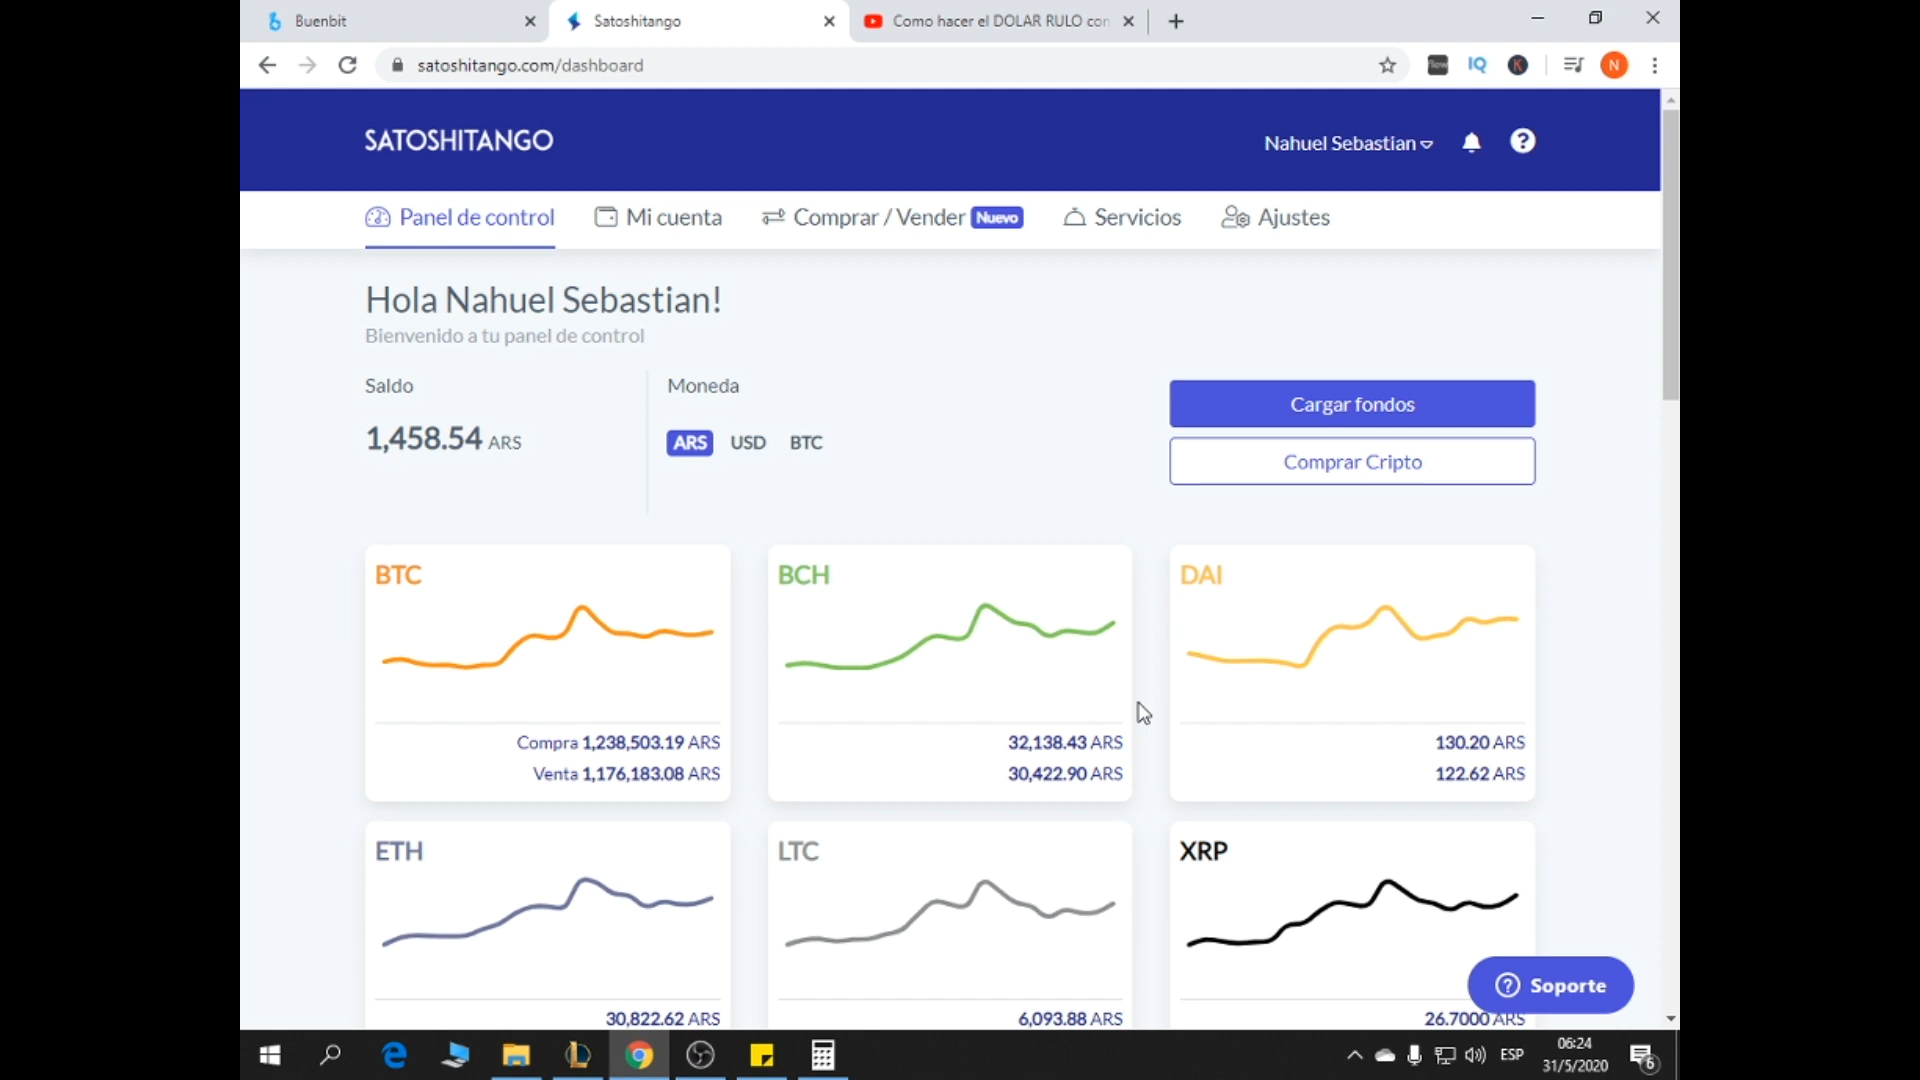 Buenbit
Satoshitango
Como hacer el DOLAR RULO con
satoshitango.com/dashboard
flow
IQ
K
N
SATOSHITANGO
Nahuel Sebastian
?
Panel de control
Mi cuenta
Comprar / Vender Nuevo
Servicios
Ajustes
Hola Nahuel Sebastian!
Bienvenido a tu panel de control
Saldo
1,458.54 ARS
Moneda
ARS USD BTC
Cargar fondos
Comprar Cripto
BTC
Compra 1,238,503.19 ARS
Venta 1,176,183.08 ARS
BCH
32,138.43 ARS
30,422.90 ARS
DAI
130.20 ARS
122.62 ARS
ETH
30,822.62 ARS
LTC
6,093.88 ARS
XRP
26.7000 ARS
? Soporte
ESP
06:24
31/5/2020
6